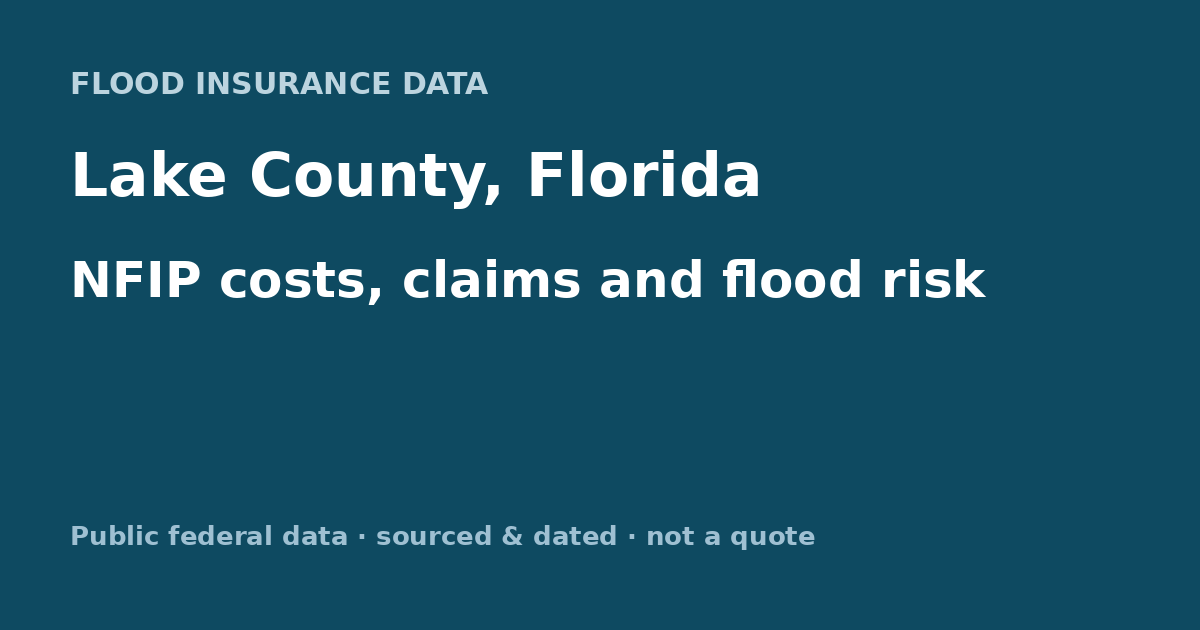 FLOOD INSURANCE DATA
Lake County, Florida
NFIP costs, claims and flood risk
Public federal data · sourced & dated · not a quote